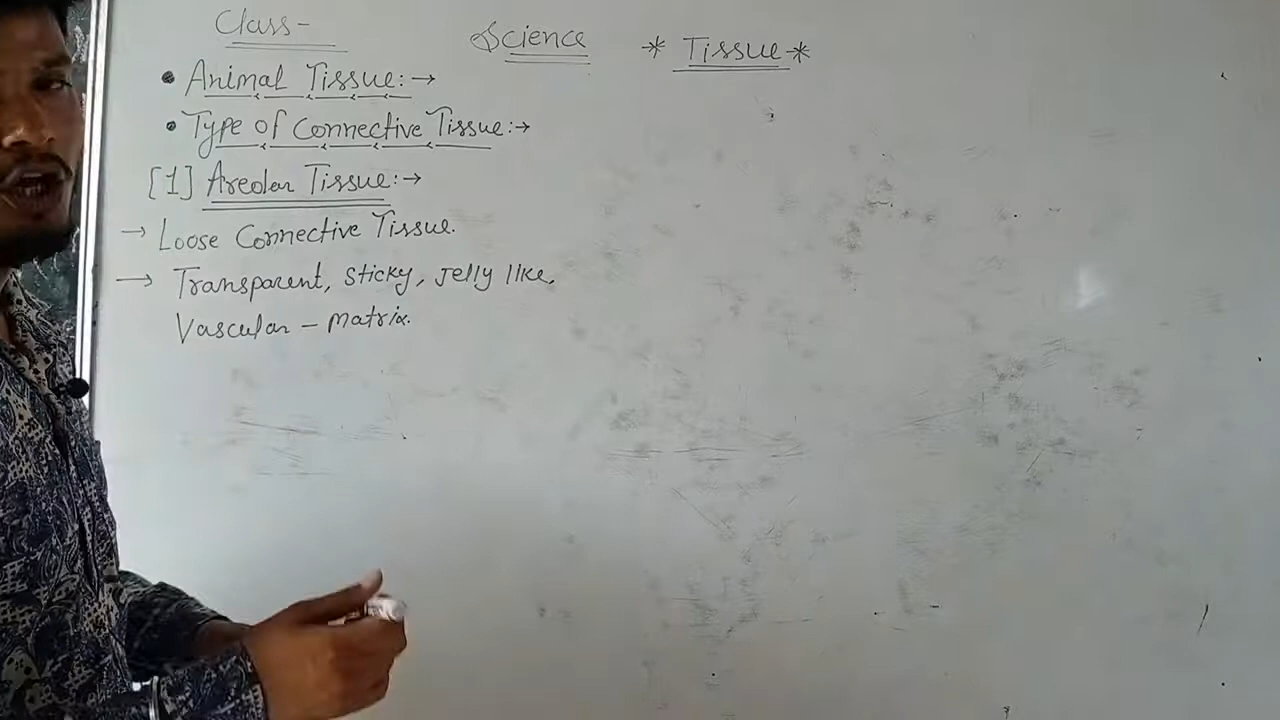 Class-
Science * Tissue *
• Animal Tissue:→
• Type of Connective Tissue:→
[1] Areolar Tissue:→
→ Loose Connective Tissue.
→ Transparent, sticky, Jelly like,
Vascular - matrix.